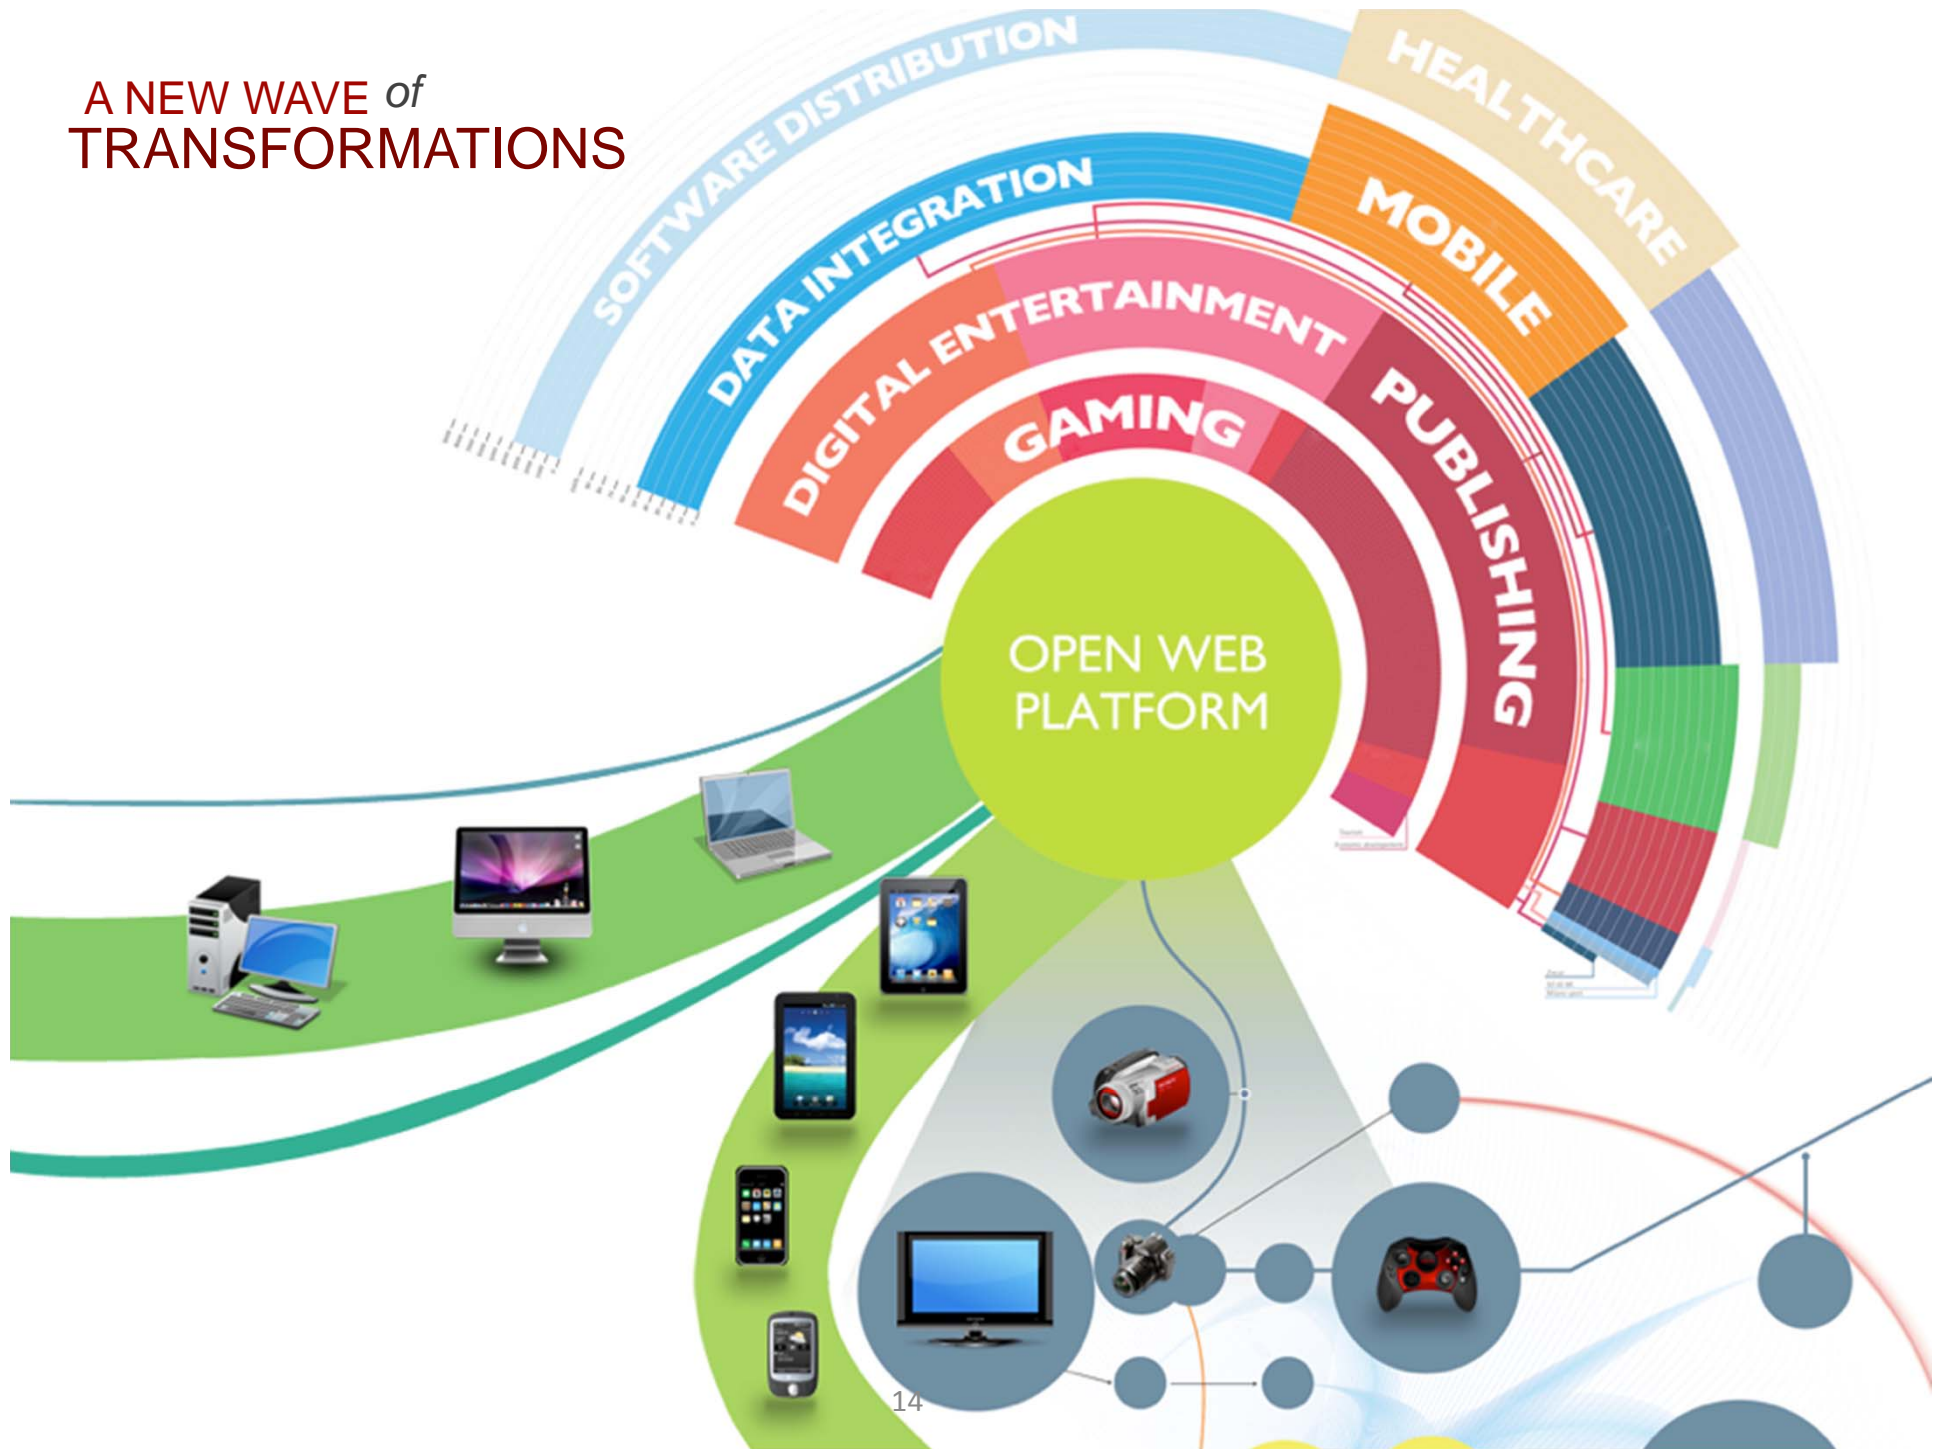 A NEW WAVE of
TRANSFORMATIONS
SOFTWARE DISTRIBUTION
HEALTHCARE
DATA INTEGRATION
MOBILE
DIGITAL ENTERTAINMENT
PUBLISHING
GAMING
OPEN WEB
PLATFORM
14